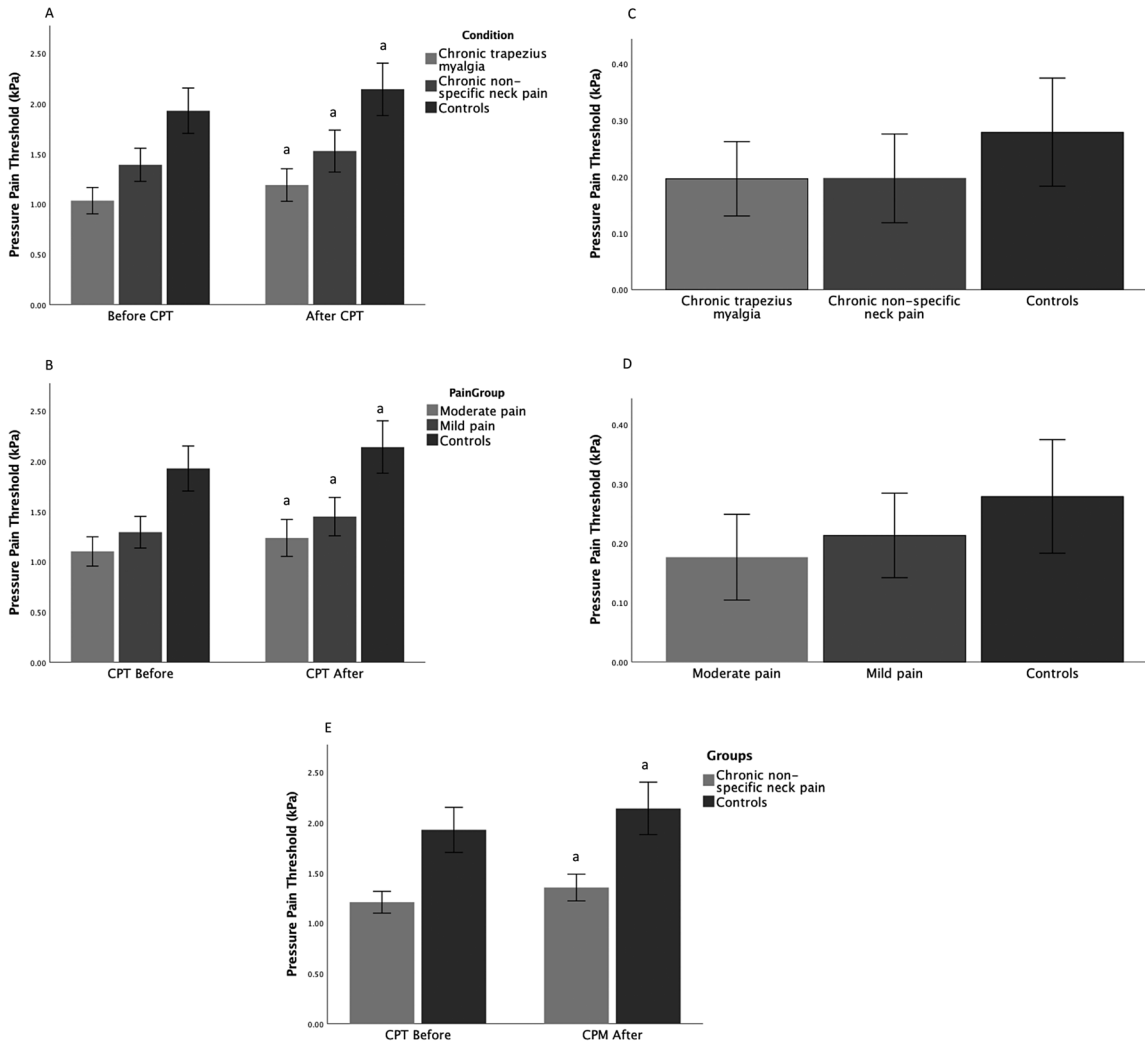 A
Pressure Pain Threshold (kPa)
2.50
2.00
1.50
1.00
0.50
0.00
a
a
a
Before CPT
After CPT
Condition
Chronic trapezius
myalgia
Chronic non-
specific neck pain
Controls
C
Pressure Pain Threshold (kPa)
0.40
0.30
0.20
0.10
0.00
Chronic trapezius
myalgia
Chronic non-specific
neck pain
Controls
B
Pressure Pain Threshold (kPa)
2.50
2.00
1.50
1.00
0.50
0.00
a
a
a
CPT Before
CPT After
PainGroup
Moderate pain
Mild pain
Controls
D
Pressure Pain Threshold (kPa)
0.40
0.30
0.20
0.10
0.00
Moderate pain
Mild pain
Controls
E
Pressure Pain Threshold (kPa)
2.50
2.00
1.50
1.00
0.50
0.00
a
a
CPT Before
CPM After
Groups
Chronic non-
specific neck pain
Controls